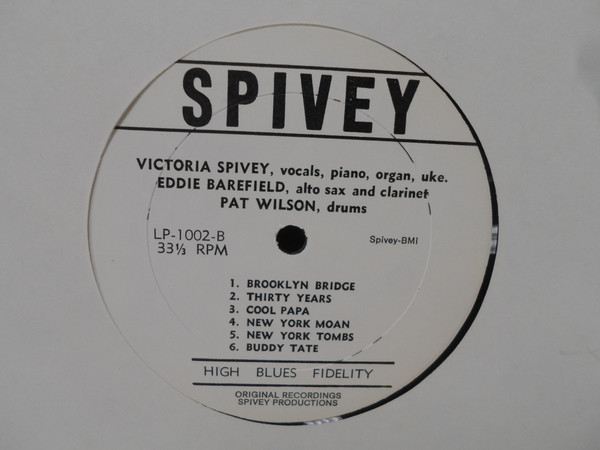 SPIVEY
VICTORIA SPIVEY, vocals, piano, organ, uke.
EDDIE BAREFIELD, alto sax and clarinet
PAT WILSON, drums
LP-1002-B
33⅓ RPM
Spivey-BMI
1. BROOKLYN BRIDGE
2. THIRTY YEARS
3. COOL PAPA
4. NEW YORK MOAN
5. NEW YORK TOMBS
6. BUDDY TATE
HIGH BLUES FIDELITY
ORIGINAL RECORDINGS
SPIVEY PRODUCTIONS